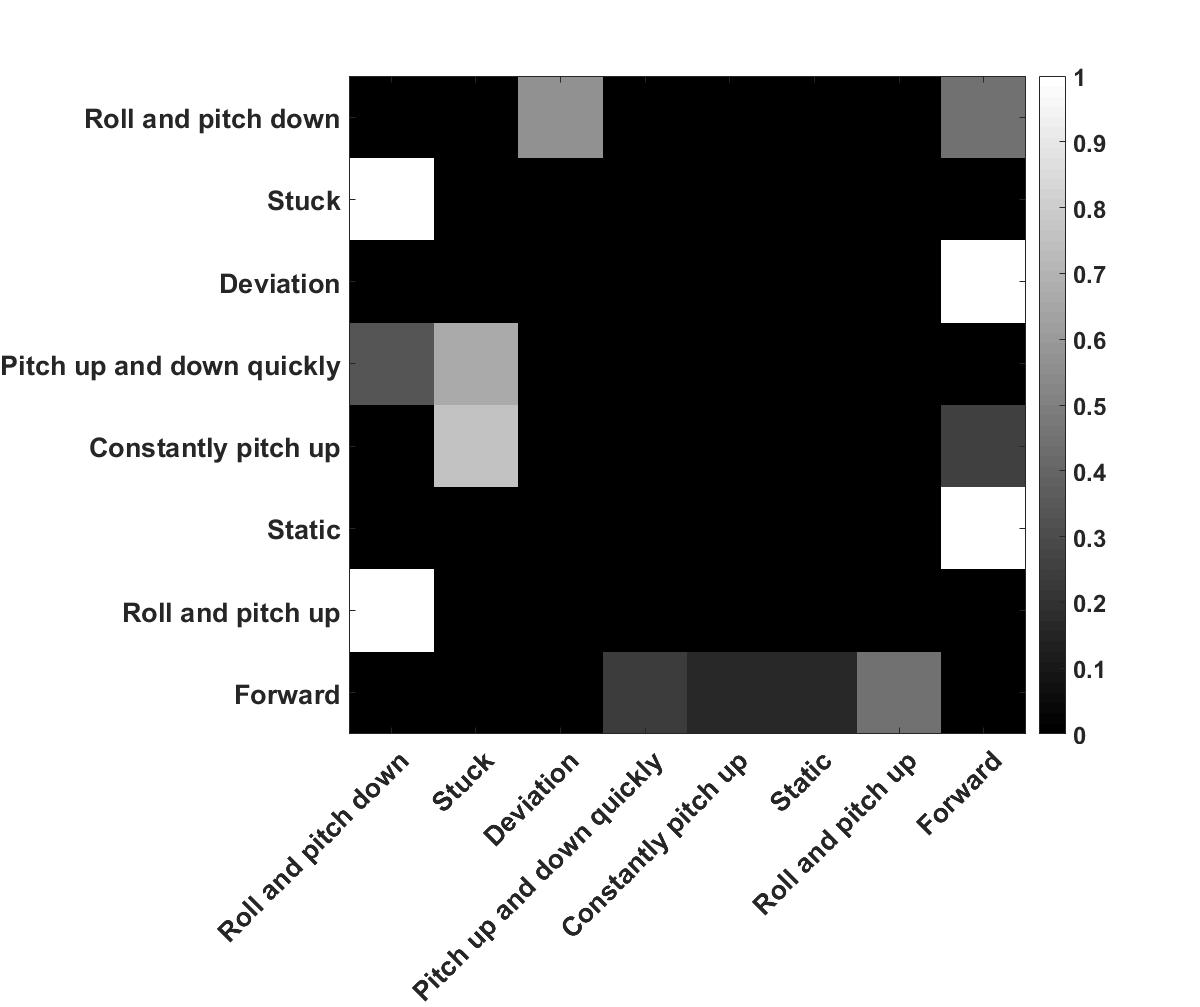 Roll and pitch down
Stuck
Deviation
Pitch up and down quickly
Constantly pitch up
Static
Roll and pitch up
Forward
1
0.9
0.8
0.7
0.6
0.5
0.4
0.3
0.2
0.1
0
Roll and pitch down
Stuck
Deviation
Pitch up and down quickly
Constantly pitch up
Static
Roll and pitch up
Forward